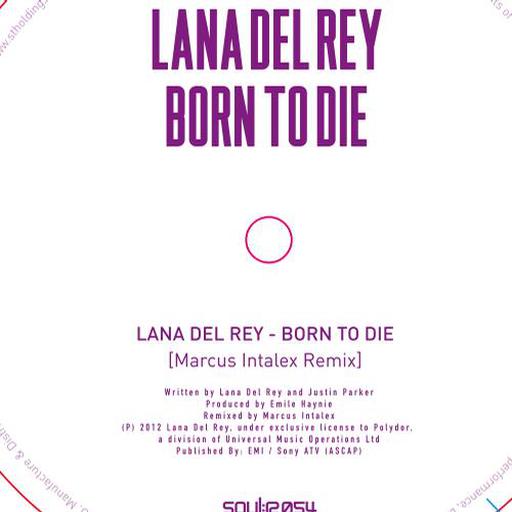 LANA DEL REY
BORN TO DIE
LANA DEL REY - BORN TO DIE
[Marcus Intalex Remix]
Written by Lana Del Rey and Justin Parker
Produced by Emile Haynie
Remixed by Marcus Intalex
(P) 2012 Lana Del Rey, under exclusive license to Polydor,
a division of Universal Music Operations Ltd
Published By: EMI / Sony ATV (ASCAP)
Manufacture &
performance,